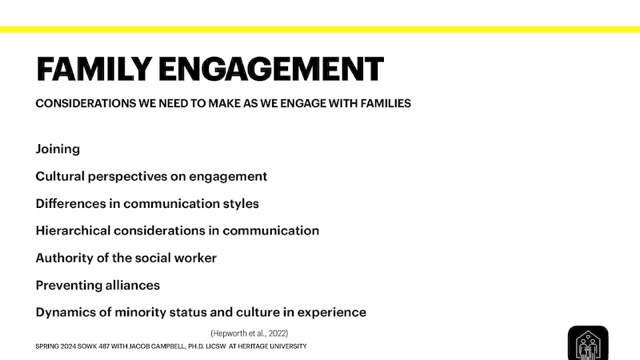 FAMILY ENGAGEMENT
CONSIDERATIONS WE NEED TO MAKE AS WE ENGAGE WITH FAMILIES
Joining
Cultural perspectives on engagement
Differences in communication styles
Hierarchical considerations in communication
Authority of the social worker
Preventing alliances
Dynamics of minority status and culture in experience
(Hepworth et al., 2022)
SPRING 2024 SOWK 487 WITH JACOB CAMPBELL, PH.D. LICSW AT HERITAGE UNIVERSITY